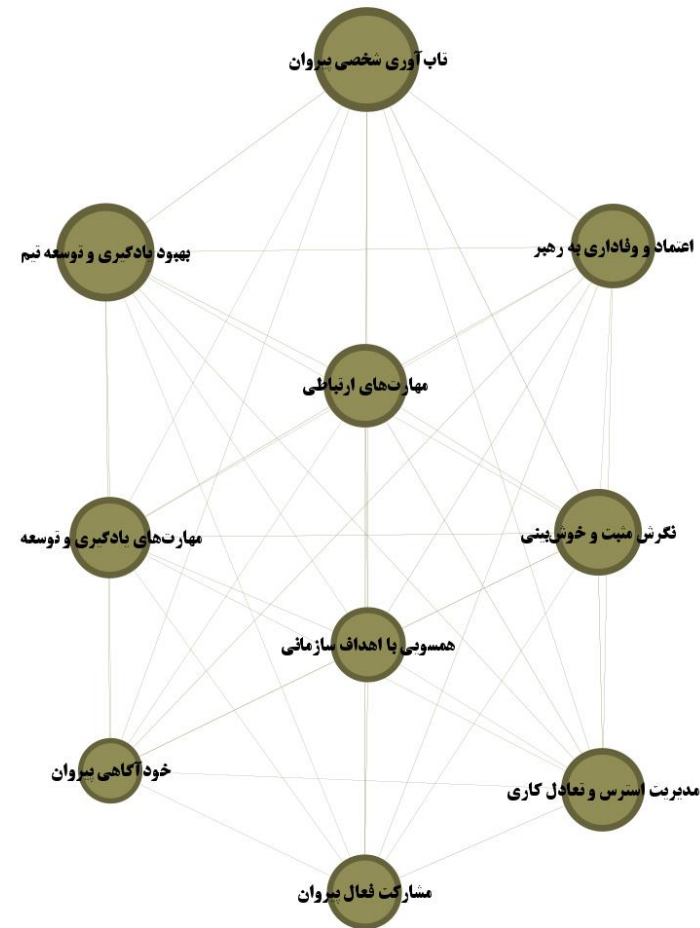 تاب‌آوری شخصی پیروان
اعتماد و وفاداری به رهبر
بهبود یادگیری و توسعه تیم
مهارت‌های ارتباطی
نگرش مثبت و خوش‌بینی
مهارت‌های یادگیری و توسعه
همسویی با اهداف سازمانی
خودآگاهی پیروان
مدیریت استرس و تعادل کاری
مشارکت فعال پیروان